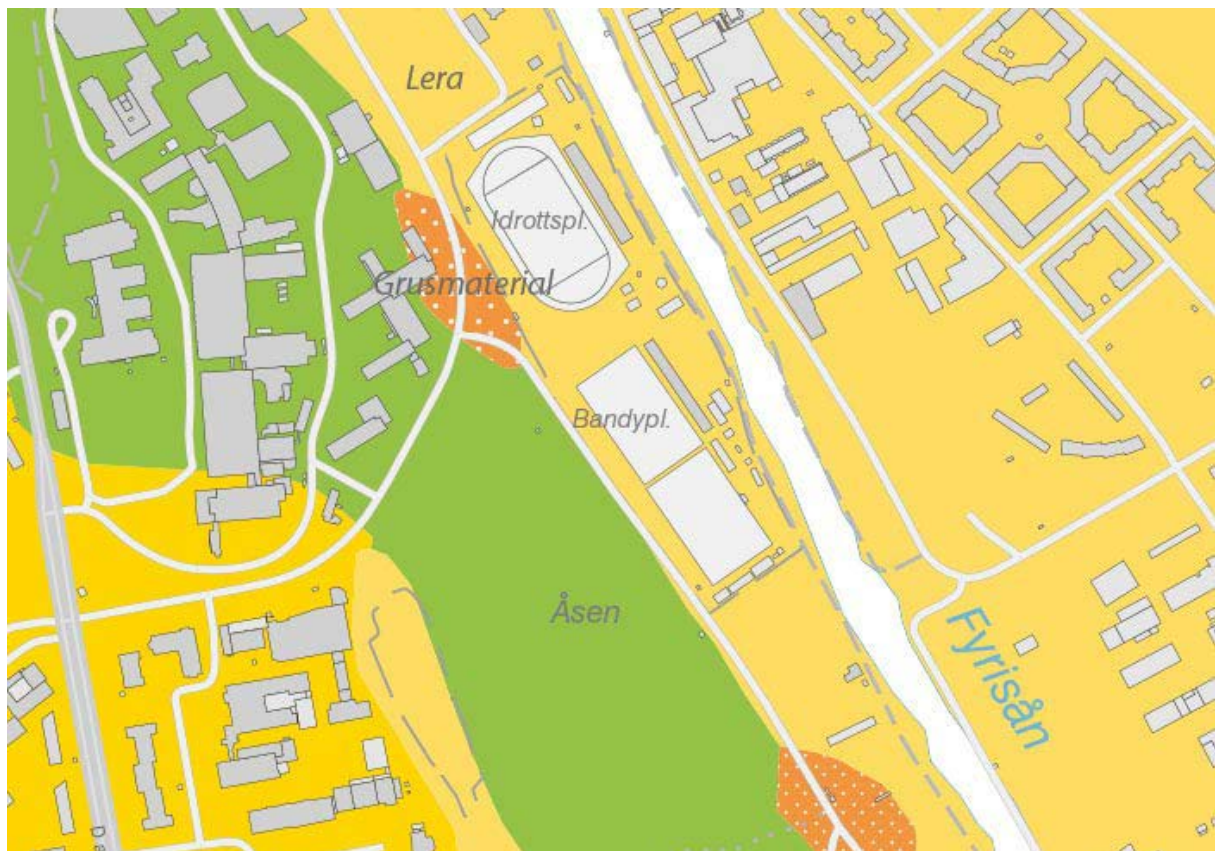 Lera
Idrottspl.
Grusmaterial
Bandypl.
Åsen
Fyrisån